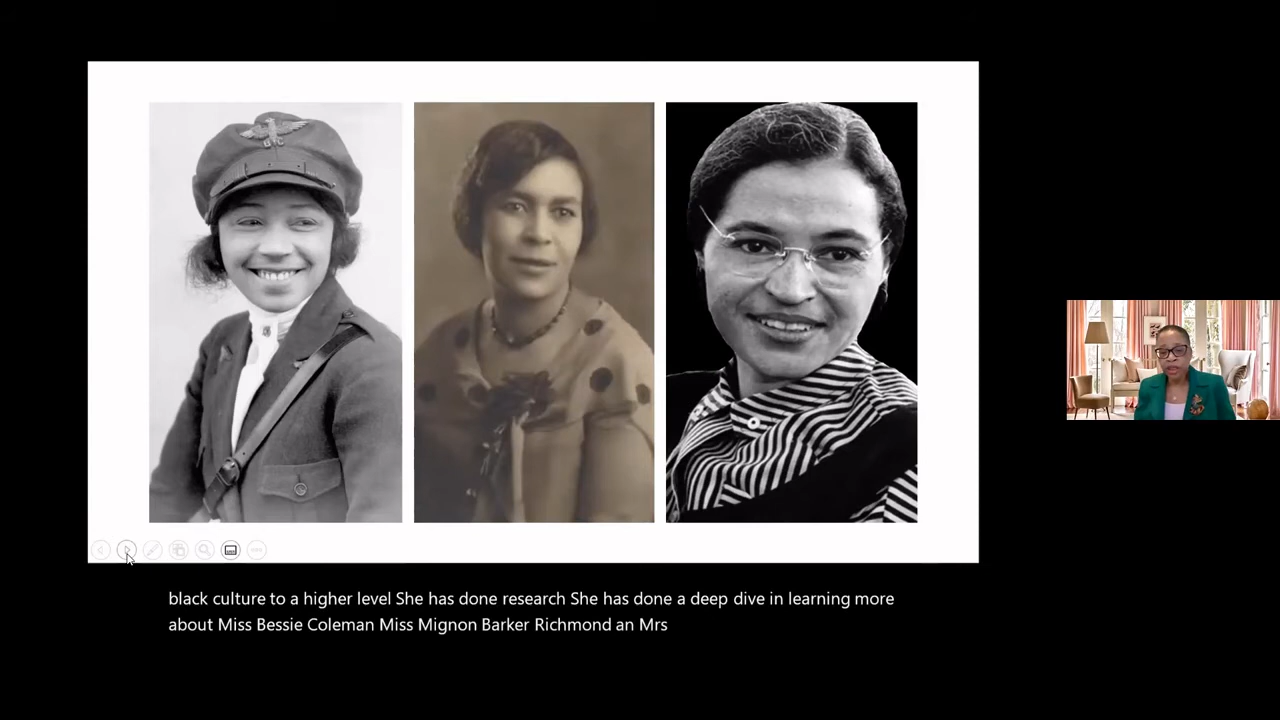 black culture to a higher level She has done research She has done a deep dive in learning more
about Miss Bessie Coleman Miss Mignon Barker Richmond an Mrs